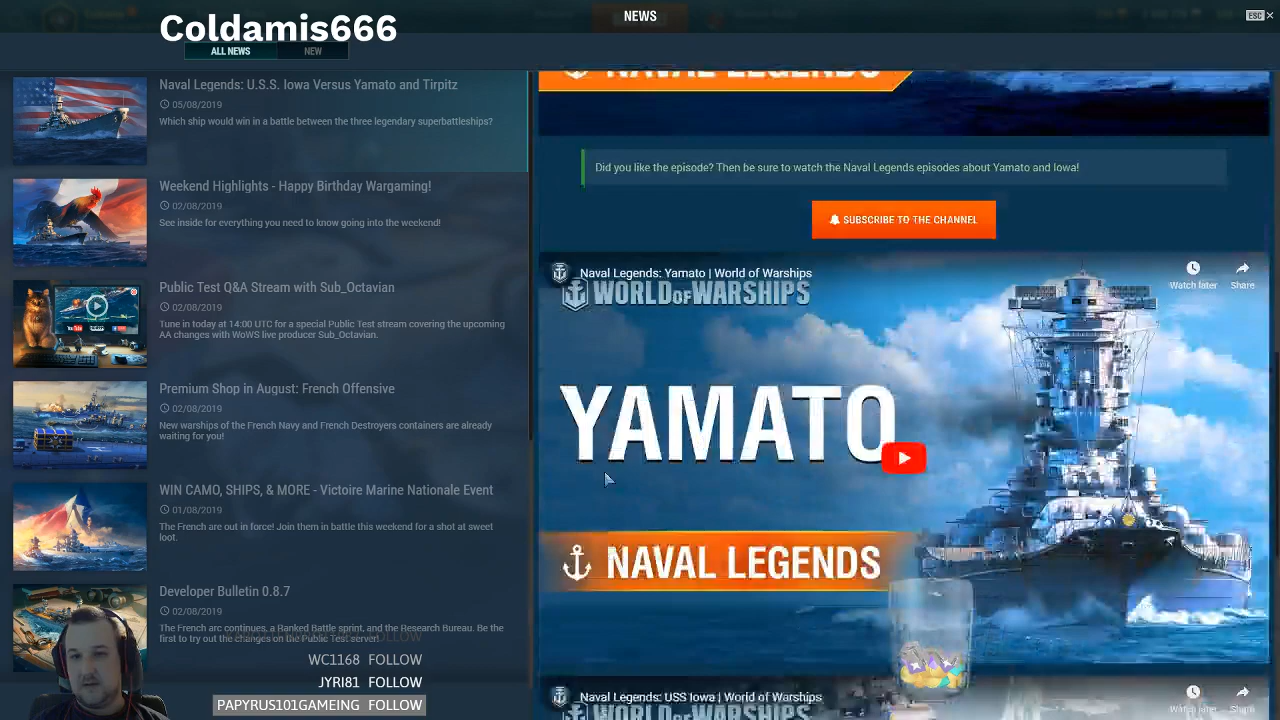 NEWS
ESC
Coldamis666
ALL NEWS
NEW
Naval Legends: U.S.S. Iowa Versus Yamato and Tirpitz
05/08/2019
Which ship would win in a battle between the three legendary superbattleships?
Weekend Highlights - Happy Birthday Wargaming!
02/08/2019
See inside for everything you need to know going into the weekend!
Public Test Q&A Stream with Sub_Octavian
02/08/2019
Tune in today at 14:00 UTC for a special Public Test stream covering the upcoming
AA changes with WoWS live producer Sub_Octavian.
Premium Shop in August: French Offensive
02/08/2019
New warships of the French Navy and French Destroyers containers are already
waiting for you!
WIN CAMO, SHIPS, & MORE - Victoire Marine Nationale Event
01/08/2019
The French are out in force! Join them in battle this weekend for a shot at sweet
loot.
Developer Bulletin 0.8.7
02/08/2019
The French arc continues, a Ranked Battle sprint, and the Research Bureau. Be the
first to try out the changes on the Public Test server!
FOLLOW
WC1168 FOLLOW
JYRI81 FOLLOW
PAPYRUS101GAMEING FOLLOW
NAVAL LEGENDS
Did you like the episode? Then be sure to watch the Naval Legends episodes about Yamato and Iowa!
SUBSCRIBE TO THE CHANNEL
Naval Legends: Yamato | World of Warships
Watch later
Share
WORLD OF WARSHIPS
YAMATO
NAVAL LEGENDS
Naval Legends: USS Iowa | World of Warships
Watch later
Share
WORLD OF WARSHIPS